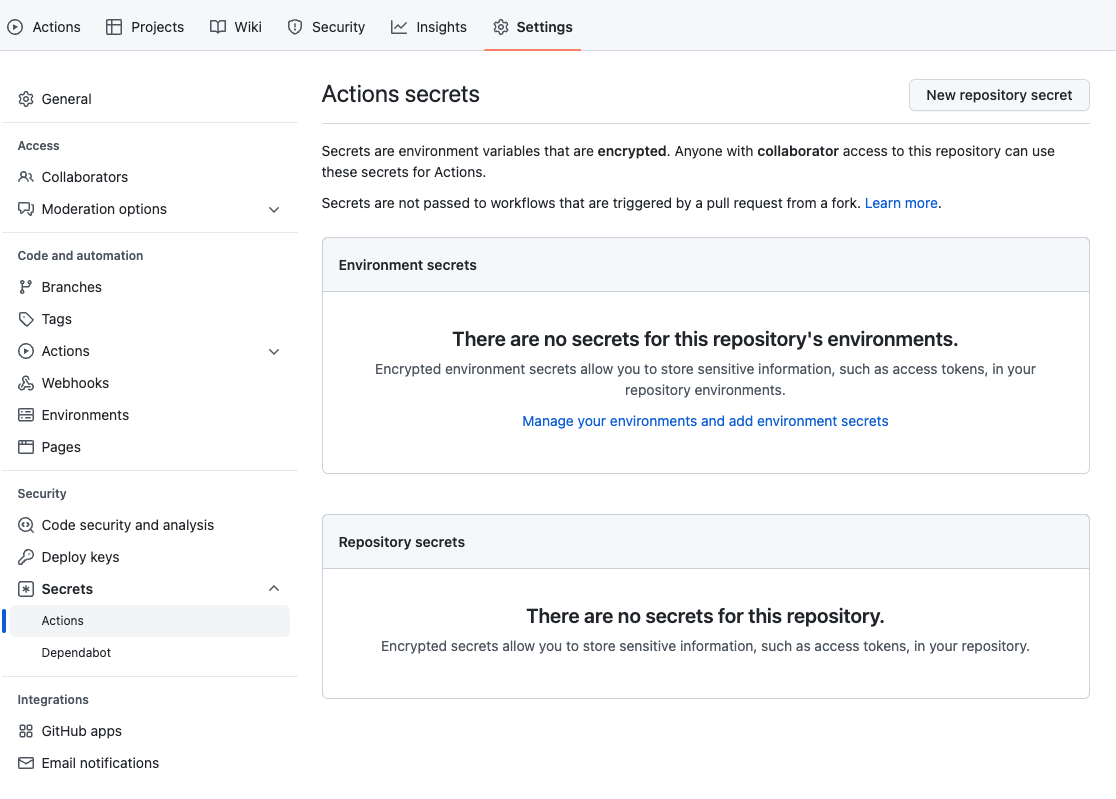 Actions
Projects
Wiki
Security
Insights
Settings
General
Access
Collaborators
Moderation options
Code and automation
Branches
Tags
Actions
Webhooks
Environments
Pages
Security
Code security and analysis
Deploy keys
Secrets
Actions
Dependabot
Integrations
GitHub apps
Email notifications
Actions secrets
New repository secret
Secrets are environment variables that are encrypted. Anyone with collaborator access to this repository can use
these secrets for Actions.
Secrets are not passed to workflows that are triggered by a pull request from a fork. Learn more.
Environment secrets
There are no secrets for this repository's environments.
Encrypted environment secrets allow you to store sensitive information, such as access tokens, in your
repository environments.
Manage your environments and add environment secrets
Repository secrets
There are no secrets for this repository.
Encrypted secrets allow you to store sensitive information, such as access tokens, in your repository.